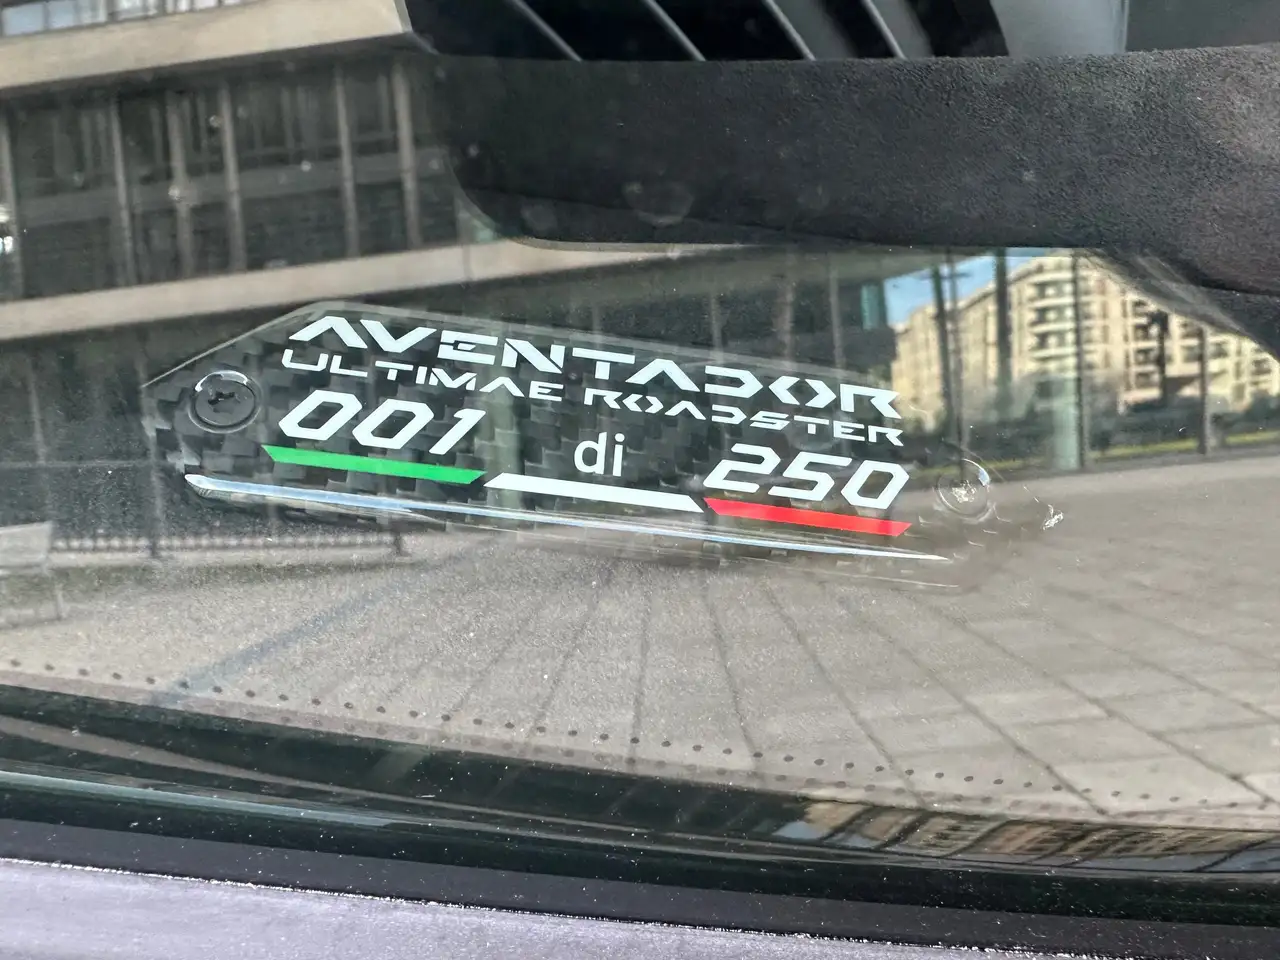 AVENTADOR
ULTIMAE ROADSTER
001 di 250